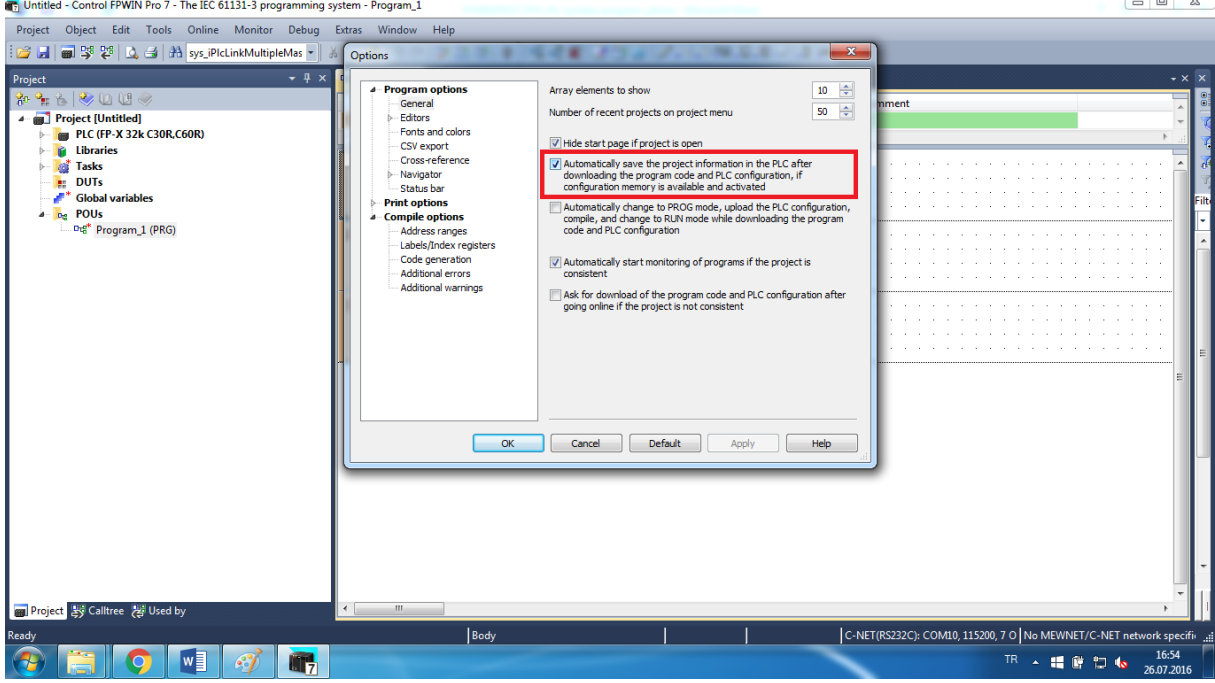 Untitled - Control FPWIN Pro 7 - The IEC 61131-3 programming system - Program_1
Project Object Edit Tools Online Monitor Debug Extras Window Help
sys_iPlcLinkMultipleMas
Project
Project [Untitled]
PLC (FP-X 32k C30R,C60R)
Libraries
Tasks
DUTs
Global variables
POUs
Program_1 (PRG)
Options
Program options
General
Editors
Fonts and colors
CSV export
Cross-reference
Navigator
Status bar
Print options
Compile options
Address ranges
Labels/Index registers
Code generation
Additional errors
Additional warnings
Array elements to show 10
Number of recent projects on project menu 50
Hide start page if project is open
Automatically save the project information in the PLC after
downloading the program code and PLC configuration, if
configuration memory is available and activated
Automatically change to PROG mode, upload the PLC configuration,
compile, and change to RUN mode while downloading the program
code and PLC configuration
Automatically start monitoring of programs if the project is
consistent
Ask for download of the program code and PLC configuration after
going online if the project is not consistent
OK Cancel Default Apply Help
mment
Filte
Project Calltree Used by
Ready Body C-NET(RS232C): COM10, 115200, 7 O No MEWNET/C-NET network specifi
W 7 TR 16:54
26.07.2016